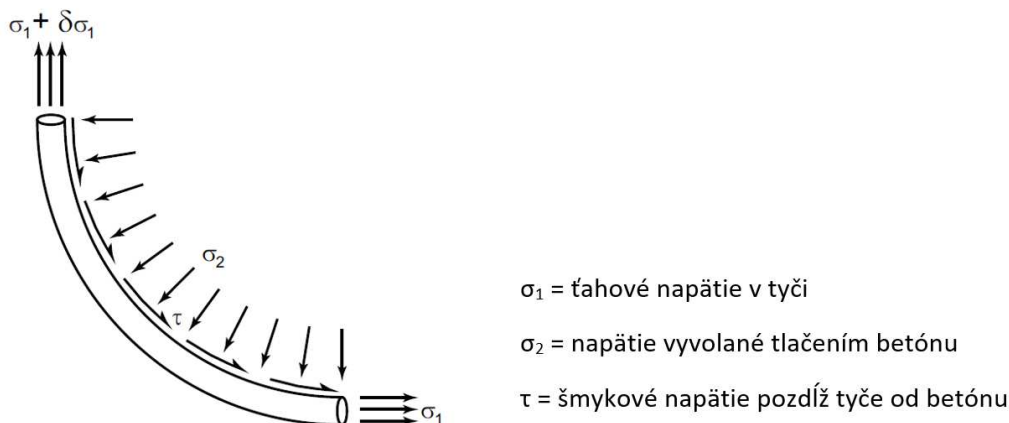 σ₁ + δσ₁
σ₂
τ
σ₁
σ₁ = ťahové napätie v tyči
σ₂ = napätie vyvolané tlačením betónu
τ = šmykové napätie pozdĺž tyče od betónu